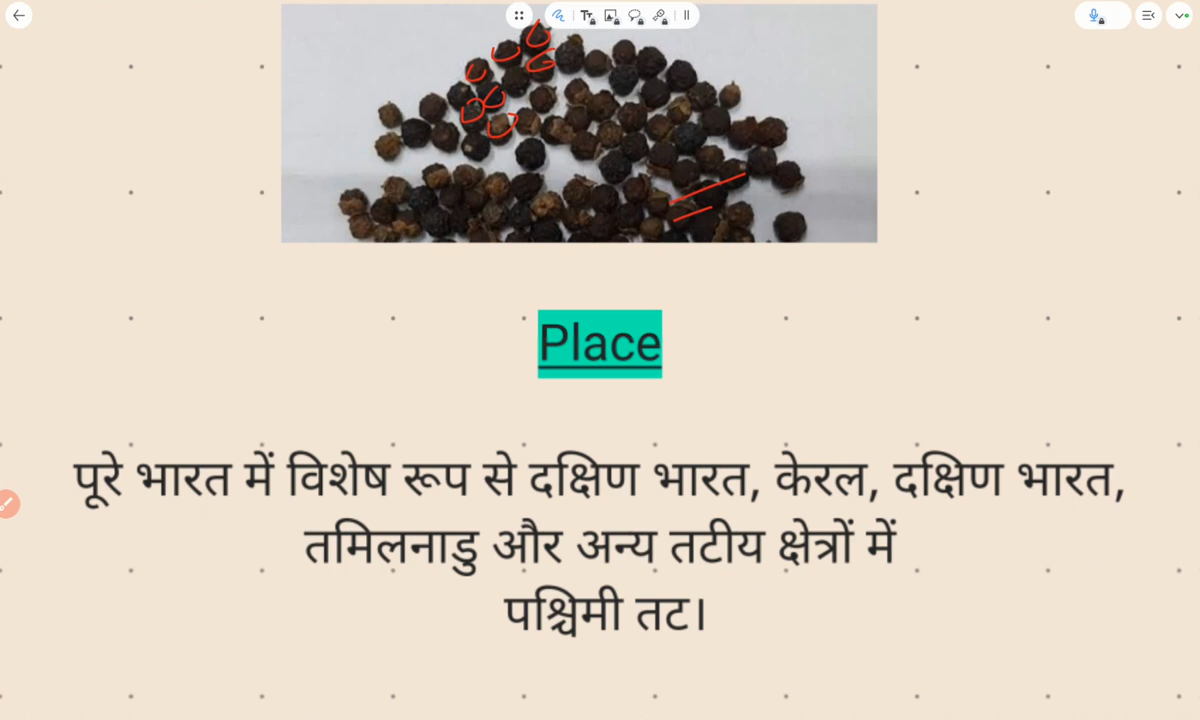 Place
पूरे भारत में विशेष रूप से दक्षिण भारत, केरल, दक्षिण भारत,
तमिलनाडु और अन्य तटीय क्षेत्रों में
पश्चिमी तट।